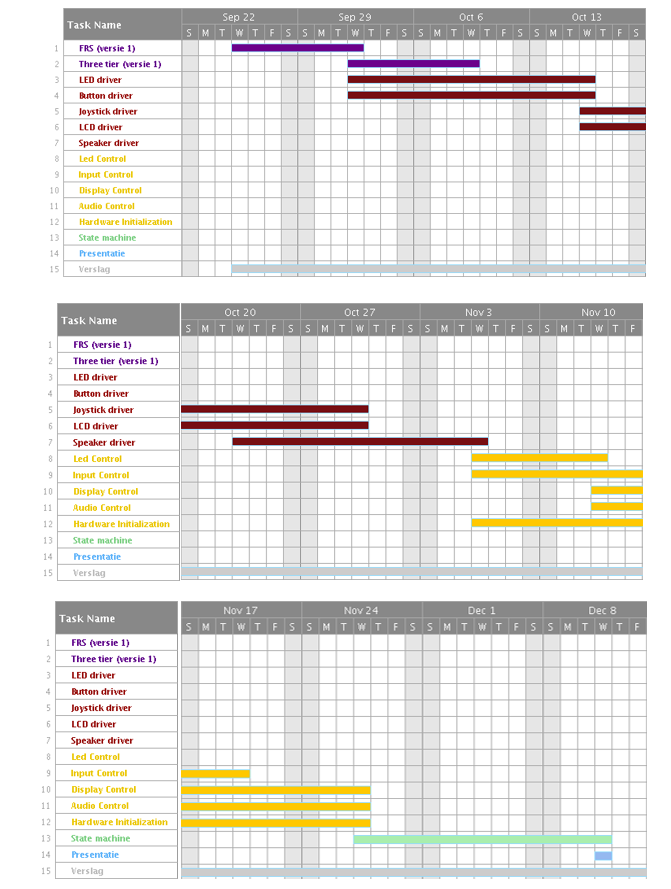 Task Name Sep 22 Sep 29 Oct 6 Oct 13
S M T W T F S S M T W T F S S M T W T F S S M T W T F S
1 FRS (versie 1)
2 Three tier (versie 1)
3 LED driver
4 Button driver
5 Joystick driver
6 LCD driver
7 Speaker driver
8 Led Control
9 Input Control
10 Display Control
11 Audio Control
12 Hardware Initialization
13 State machine
14 Presentatie
15 Verslag
Task Name Oct 20 Oct 27 Nov 3 Nov 10
S M T W T F S S M T W T F S S M T W T F S S M T W T F
1 FRS (versie 1)
2 Three tier (versie 1)
3 LED driver
4 Button driver
5 Joystick driver
6 LCD driver
7 Speaker driver
8 Led Control
9 Input Control
10 Display Control
11 Audio Control
12 Hardware Initialization
13 State machine
14 Presentatie
15 Verslag
Task Name Nov 17 Nov 24 Dec 1 Dec 8
S M T W T F S S M T W T F S S M T W T F S S M T W T F
1 FRS (versie 1)
2 Three tier (versie 1)
3 LED driver
4 Button driver
5 Joystick driver
6 LCD driver
7 Speaker driver
8 Led Control
9 Input Control
10 Display Control
11 Audio Control
12 Hardware Initialization
13 State machine
14 Presentatie
15 Verslag